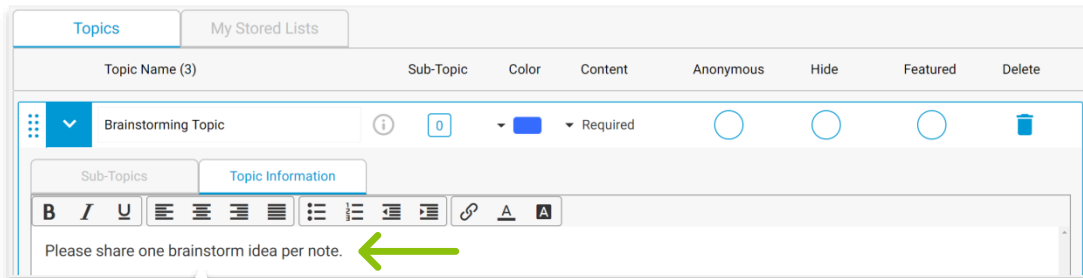 Topics My Stored Lists
Topic Name (3) Sub-Topic Color Content Anonymous Hide Featured Delete
Brainstorming Topic 0 Required
Sub-Topics Topic Information
B I U A A
Please share one brainstorm idea per note.